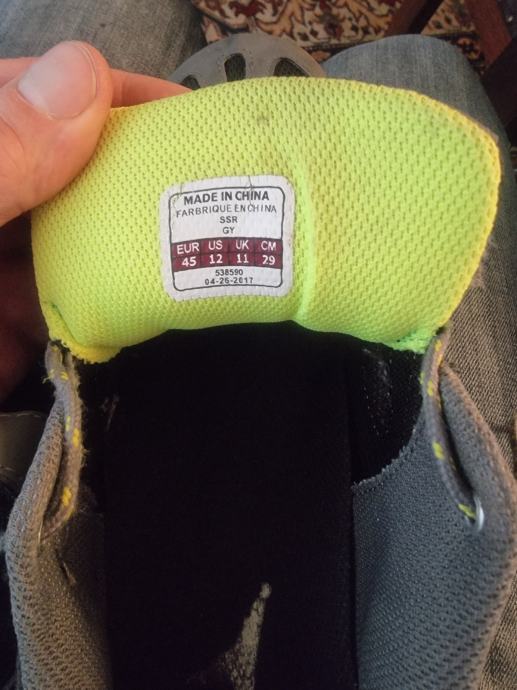 MADE IN CHINA
FARBRIQUE EN CHINA
SSR
GY
EUR US UK CM
45 12 11 29
538590
04-26-2017